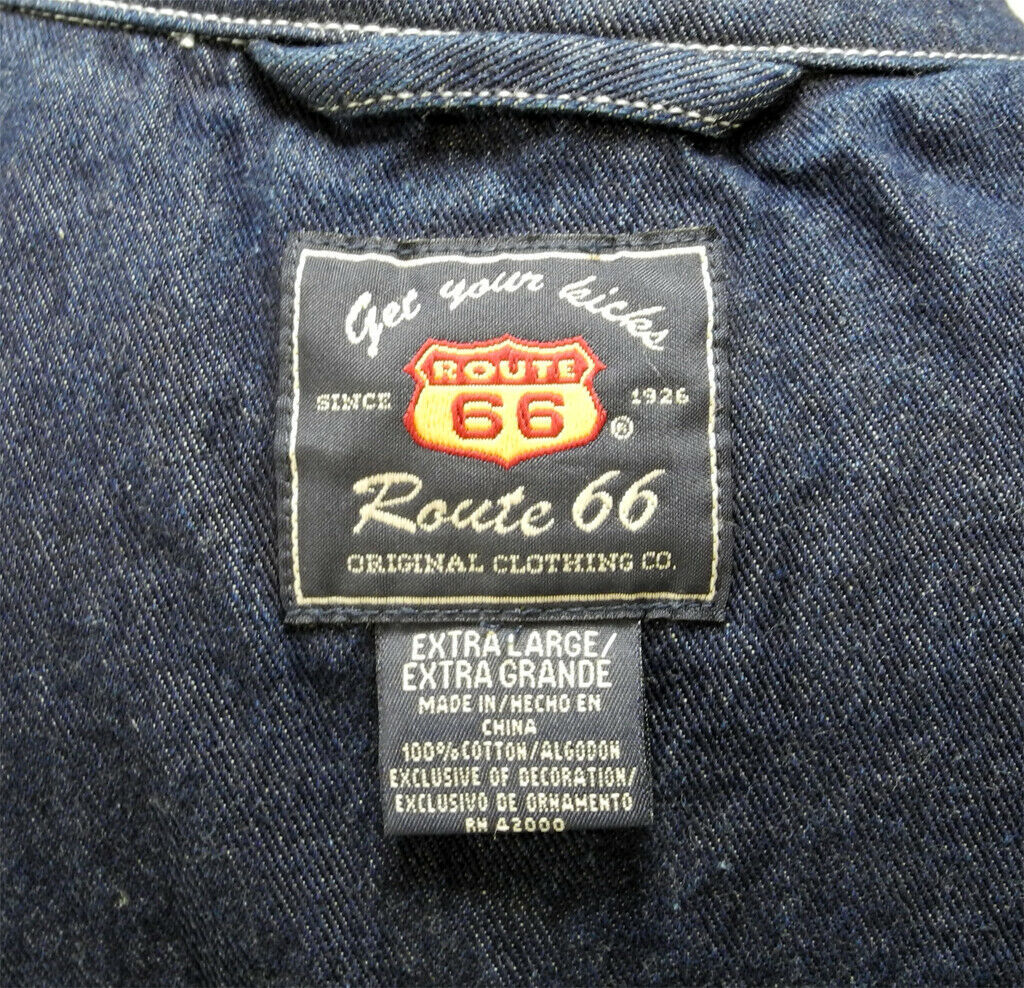 Get your kicks
ROUTE
66
SINCE 1926
®
Route 66
ORIGINAL CLOTHING CO.
EXTRA LARGE/
EXTRA GRANDE
MADE IN/HECHO EN
CHINA
100% COTTON/ALGODON
EXCLUSIVE OF DECORATION/
EXCLUSIVO DE ORNAMENTO
RN 42000